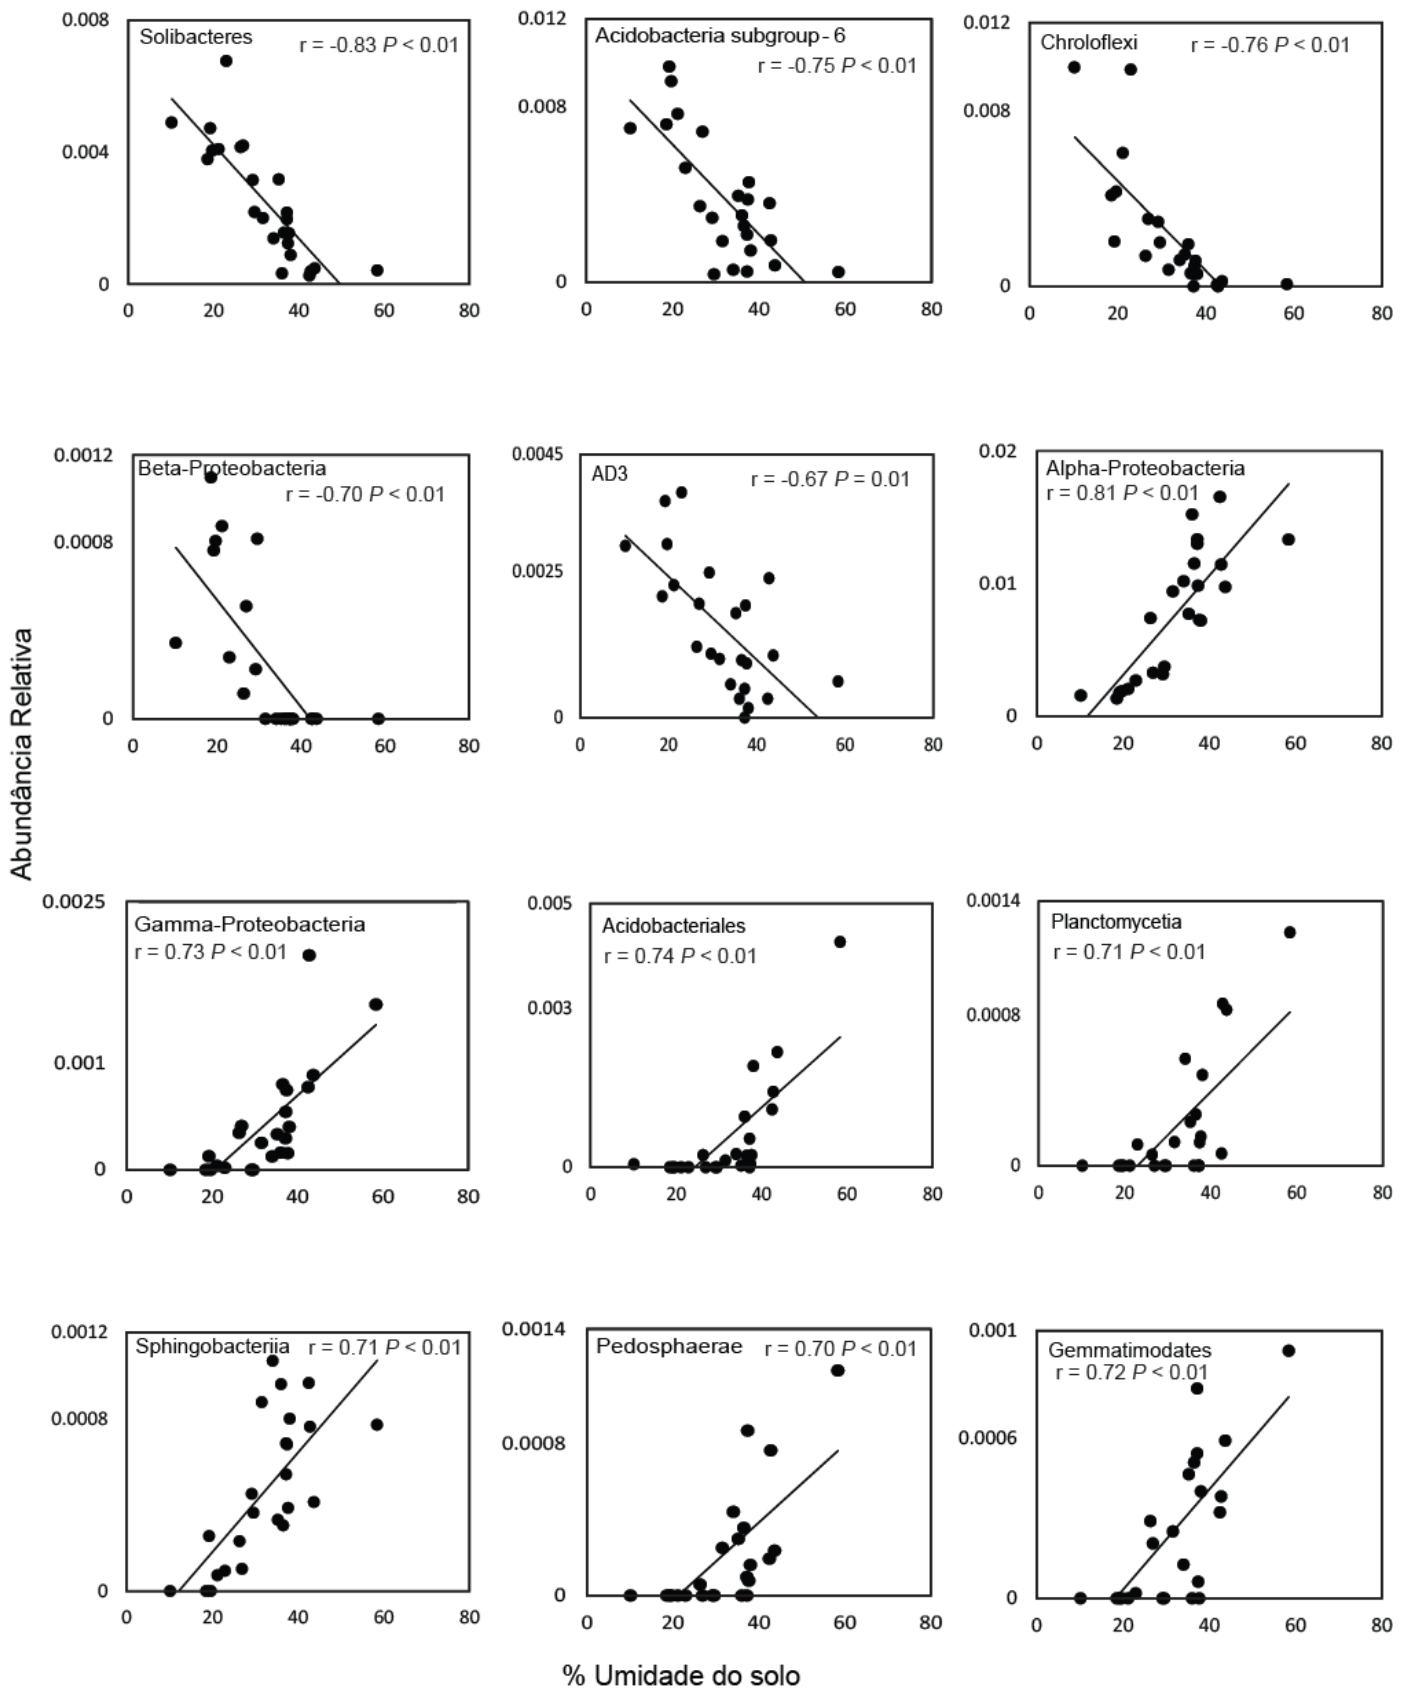 Solibacteres
r = -0.83 P < 0.01
0.008
0.004
0
0 20 40 60 80
Acidobacteria subgroup - 6
r = -0.75 P < 0.01
0.012
0.008
0
0 20 40 60 80
Chroloflexi r = -0.76 P < 0.01
0.012
0.008
0
0 20 40 60 80
Abundância Relativa
Beta-Proteobacteria
r = -0.70 P < 0.01
0.0012
0.0008
0
0 20 40 60 80
AD3 r = -0.67 P = 0.01
0.0045
0.0025
0
0 20 40 60 80
Alpha-Proteobacteria
r = 0.81 P < 0.01
0.02
0.01
0
0 20 40 60 80
Gamma-Proteobacteria
r = 0.73 P < 0.01
0.0025
0.001
0
0 20 40 60 80
Acidobacteriales
r = 0.74 P < 0.01
0.005
0.003
0
0 20 40 60 80
Planctomycetia
r = 0.71 P < 0.01
0.0014
0.0008
0
0 20 40 60 80
Sphingobacteriia r = 0.71 P < 0.01
0.0012
0.0008
0
0 20 40 60 80
Pedosphaerae r = 0.70 P < 0.01
0.0014
0.0008
0
0 20 40 60 80
Gemmatimodates
r = 0.72 P < 0.01
0.001
0.0006
0
0 20 40 60 80
% Umidade do solo